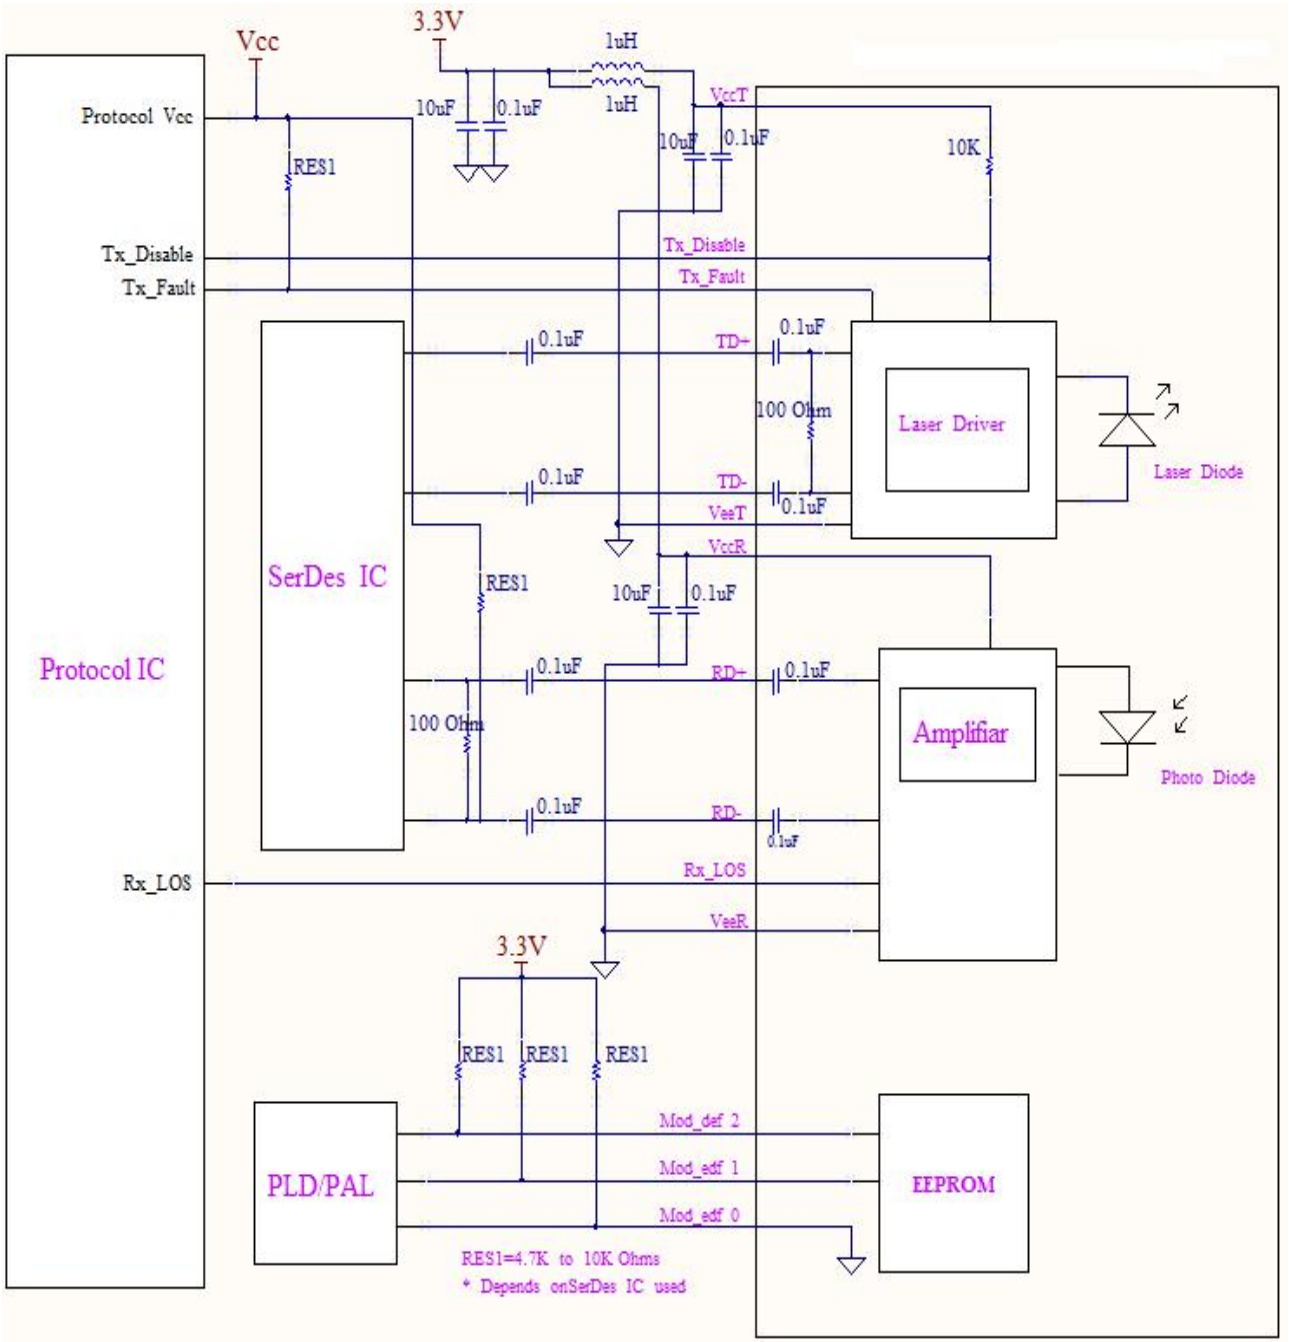 3.3V
Vcc
1uH
1uH
VccT
10uF
0.1uF
Protocol Vcc
10uF
0.1uF
10K
RES1
Tx_Disable
Tx_Disable
Tx_Fault
Tx_Fault
0.1uF
0.1uF
TD+
100 Ohm
Laser Driver
Laser Diode
0.1uF
TD-
0.1uF
VeeT
VccR
SerDes IC
RES1
10uF
0.1uF
Protocol IC
0.1uF
RD+
0.1uF
100 Ohm
Amplifiar
Photo Diode
0.1uF
RD-
0.1uF
Rx_LOS
Rx_LOS
VeeR
3.3V
RES1
RES1
RES1
Mod_def 2
Mod_edf 1
PLD/PAL
EEPROM
Mod_edf 0
RES1=4.7K to 10K Ohms
* Depends onSerDes IC used